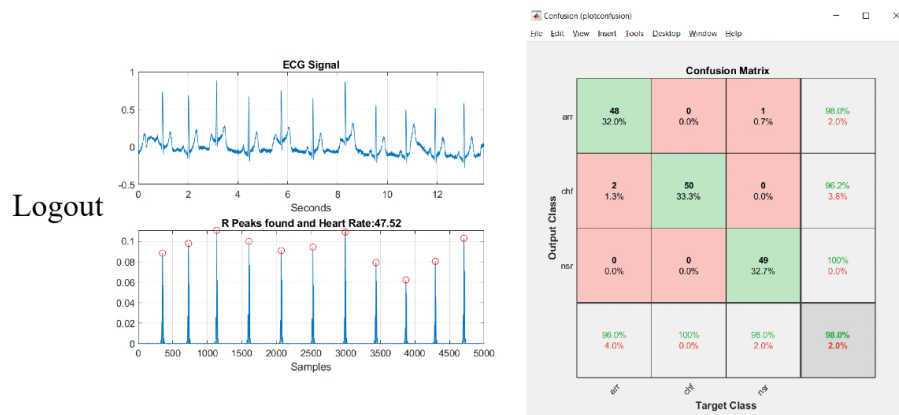 Logout
ECG Signal
1
0.5
0
-0.5
0 2 4 6 8 10 12
Seconds
R Peaks found and Heart Rate:47.52
0.1
0.08
0.06
0.04
0.02
0
0 500 1000 1500 2000 2500 3000 3500 4000 4500 5000
Samples
Confusion (plotconfusion)
File Edit View Insert Tools Desktop Window Help
Confusion Matrix
Output Class
arr
48 0 1 98.0%
32.0% 0.0% 0.7% 2.0%
chf
2 50 0 96.2%
1.3% 33.3% 0.0% 3.8%
nsr
0 0 49 100%
0.0% 0.0% 32.7% 0.0%
96.0% 100% 98.0% 98.0%
4.0% 0.0% 2.0% 2.0%
arr chf nsr
Target Class